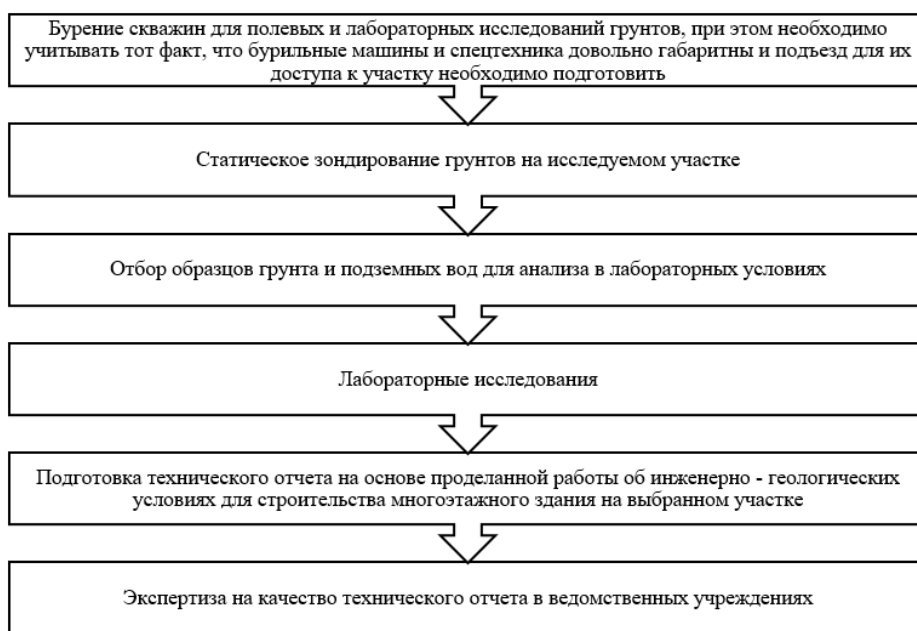 Бурение скважин для полевых и лабораторных исследований грунтов, при этом необходимо
учитывать тот факт, что бурильные машины и спецтехника довольно габаритны и подъезд для их
доступа к участку необходимо подготовить
Статическое зондирование грунтов на исследуемом участке
Отбор образцов грунта и подземных вод для анализа в лабораторных условиях
Лабораторные исследования
Подготовка технического отчета на основе проделанной работы об инженерно - геологических
условиях для строительства многоэтажного здания на выбранном участке
Экспертиза на качество технического отчета в ведомственных учреждениях